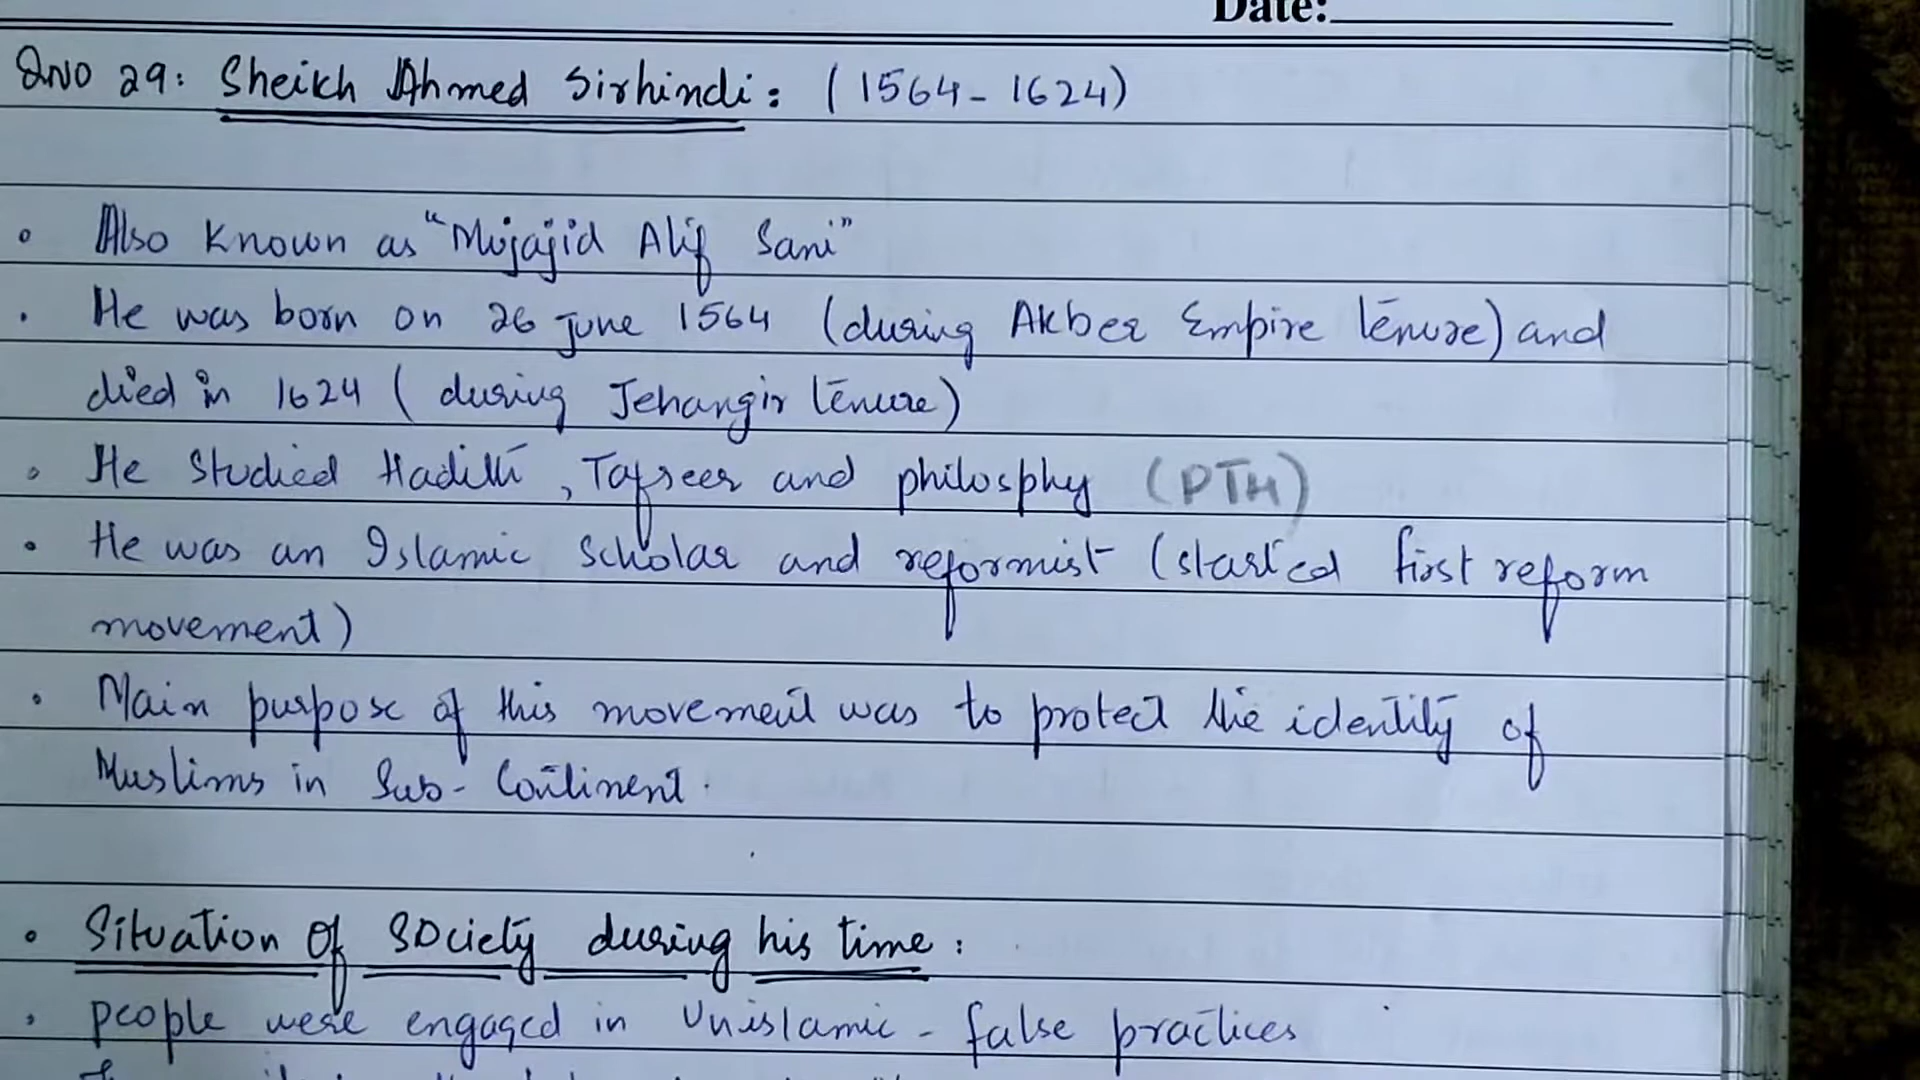 Date:
QNO 29: Sheikh Ahmed Sirhindi: (1564-1624)
Also Known as "Mujajid Alif Sani"
He was born on 26 June 1564 (during Akber Empire tenure) and
died in 1624 (during Jehangir tenure)
He studied Hadith, Tafseer and philosphy (PTH)
He was an Islamic Scholar and reformist (started first reform
movement)
Main purpose of this movement was to protect the identity of
Muslims in Sub-Continent.
Situation Of Society during his time:
people were engaged in Unislamic - false practices